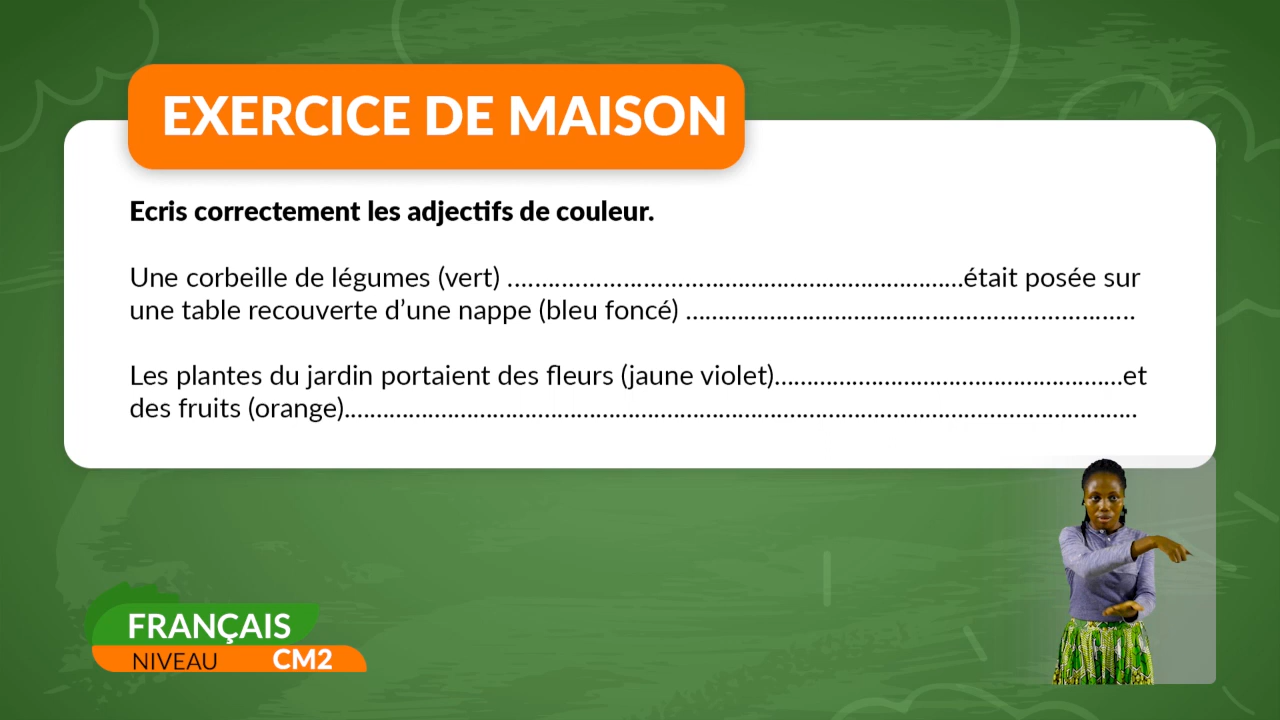 EXERCICE DE MAISON
Ecris correctement les adjectifs de couleur.
Une corbeille de légumes (vert) ......................................................................était posée sur
une table recouverte d’une nappe (bleu foncé) .....................................................................
Les plantes du jardin portaient des fleurs (jaune violet)......................................................et
des fruits (orange)..........................................................................................................................
FRANÇAIS
NIVEAU CM2